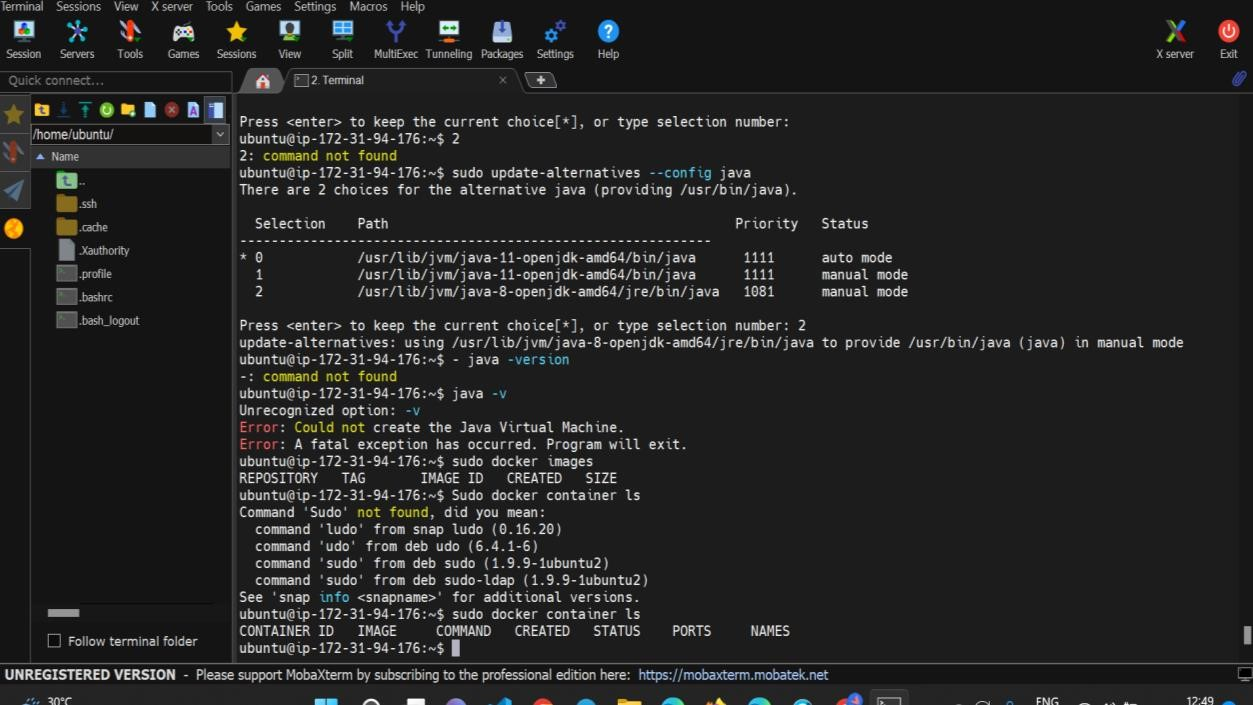 Terminal Sessions View X server Tools Games Settings Macros Help
Session Servers Tools Games Sessions View Split MultiExec Tunneling Packages Settings Help X server Exit
Quick connect...
2. Terminal
/home/ubuntu/
Name
..
.ssh
.cache
.Xauthority
.profile
.bashrc
.bash_logout
Follow terminal folder
Press <enter> to keep the current choice[*], or type selection number:
ubuntu@ip-172-31-94-176:~$ 2
2: command not found
ubuntu@ip-172-31-94-176:~$ sudo update-alternatives --config java
There are 2 choices for the alternative java (providing /usr/bin/java).
Selection Path Priority Status
------------------------------------------------------------
* 0 /usr/lib/jvm/java-11-openjdk-amd64/bin/java 1111 auto mode
1 /usr/lib/jvm/java-11-openjdk-amd64/bin/java 1111 manual mode
2 /usr/lib/jvm/java-8-openjdk-amd64/jre/bin/java 1081 manual mode
Press <enter> to keep the current choice[*], or type selection number: 2
update-alternatives: using /usr/lib/jvm/java-8-openjdk-amd64/jre/bin/java to provide /usr/bin/java (java) in manual mode
ubuntu@ip-172-31-94-176:~$ - java -version
-: command not found
ubuntu@ip-172-31-94-176:~$ java -v
Unrecognized option: -v
Error: Could not create the Java Virtual Machine.
Error: A fatal exception has occurred. Program will exit.
ubuntu@ip-172-31-94-176:~$ sudo docker images
REPOSITORY TAG IMAGE ID CREATED SIZE
ubuntu@ip-172-31-94-176:~$ Sudo docker container ls
Command 'Sudo' not found, did you mean:
command 'ludo' from snap ludo (0.16.20)
command 'udo' from deb udo (6.4.1-6)
command 'sudo' from deb sudo (1.9.9-1ubuntu2)
command 'sudo' from deb sudo-ldap (1.9.9-1ubuntu2)
See 'snap info <snapname>' for additional versions.
ubuntu@ip-172-31-94-176:~$ sudo docker container ls
CONTAINER ID IMAGE COMMAND CREATED STATUS PORTS NAMES
ubuntu@ip-172-31-94-176:~$
UNREGISTERED VERSION - Please support MobaXterm by subscribing to the professional edition here: https://mobaxterm.mobatek.net
30°C ENG 12:49